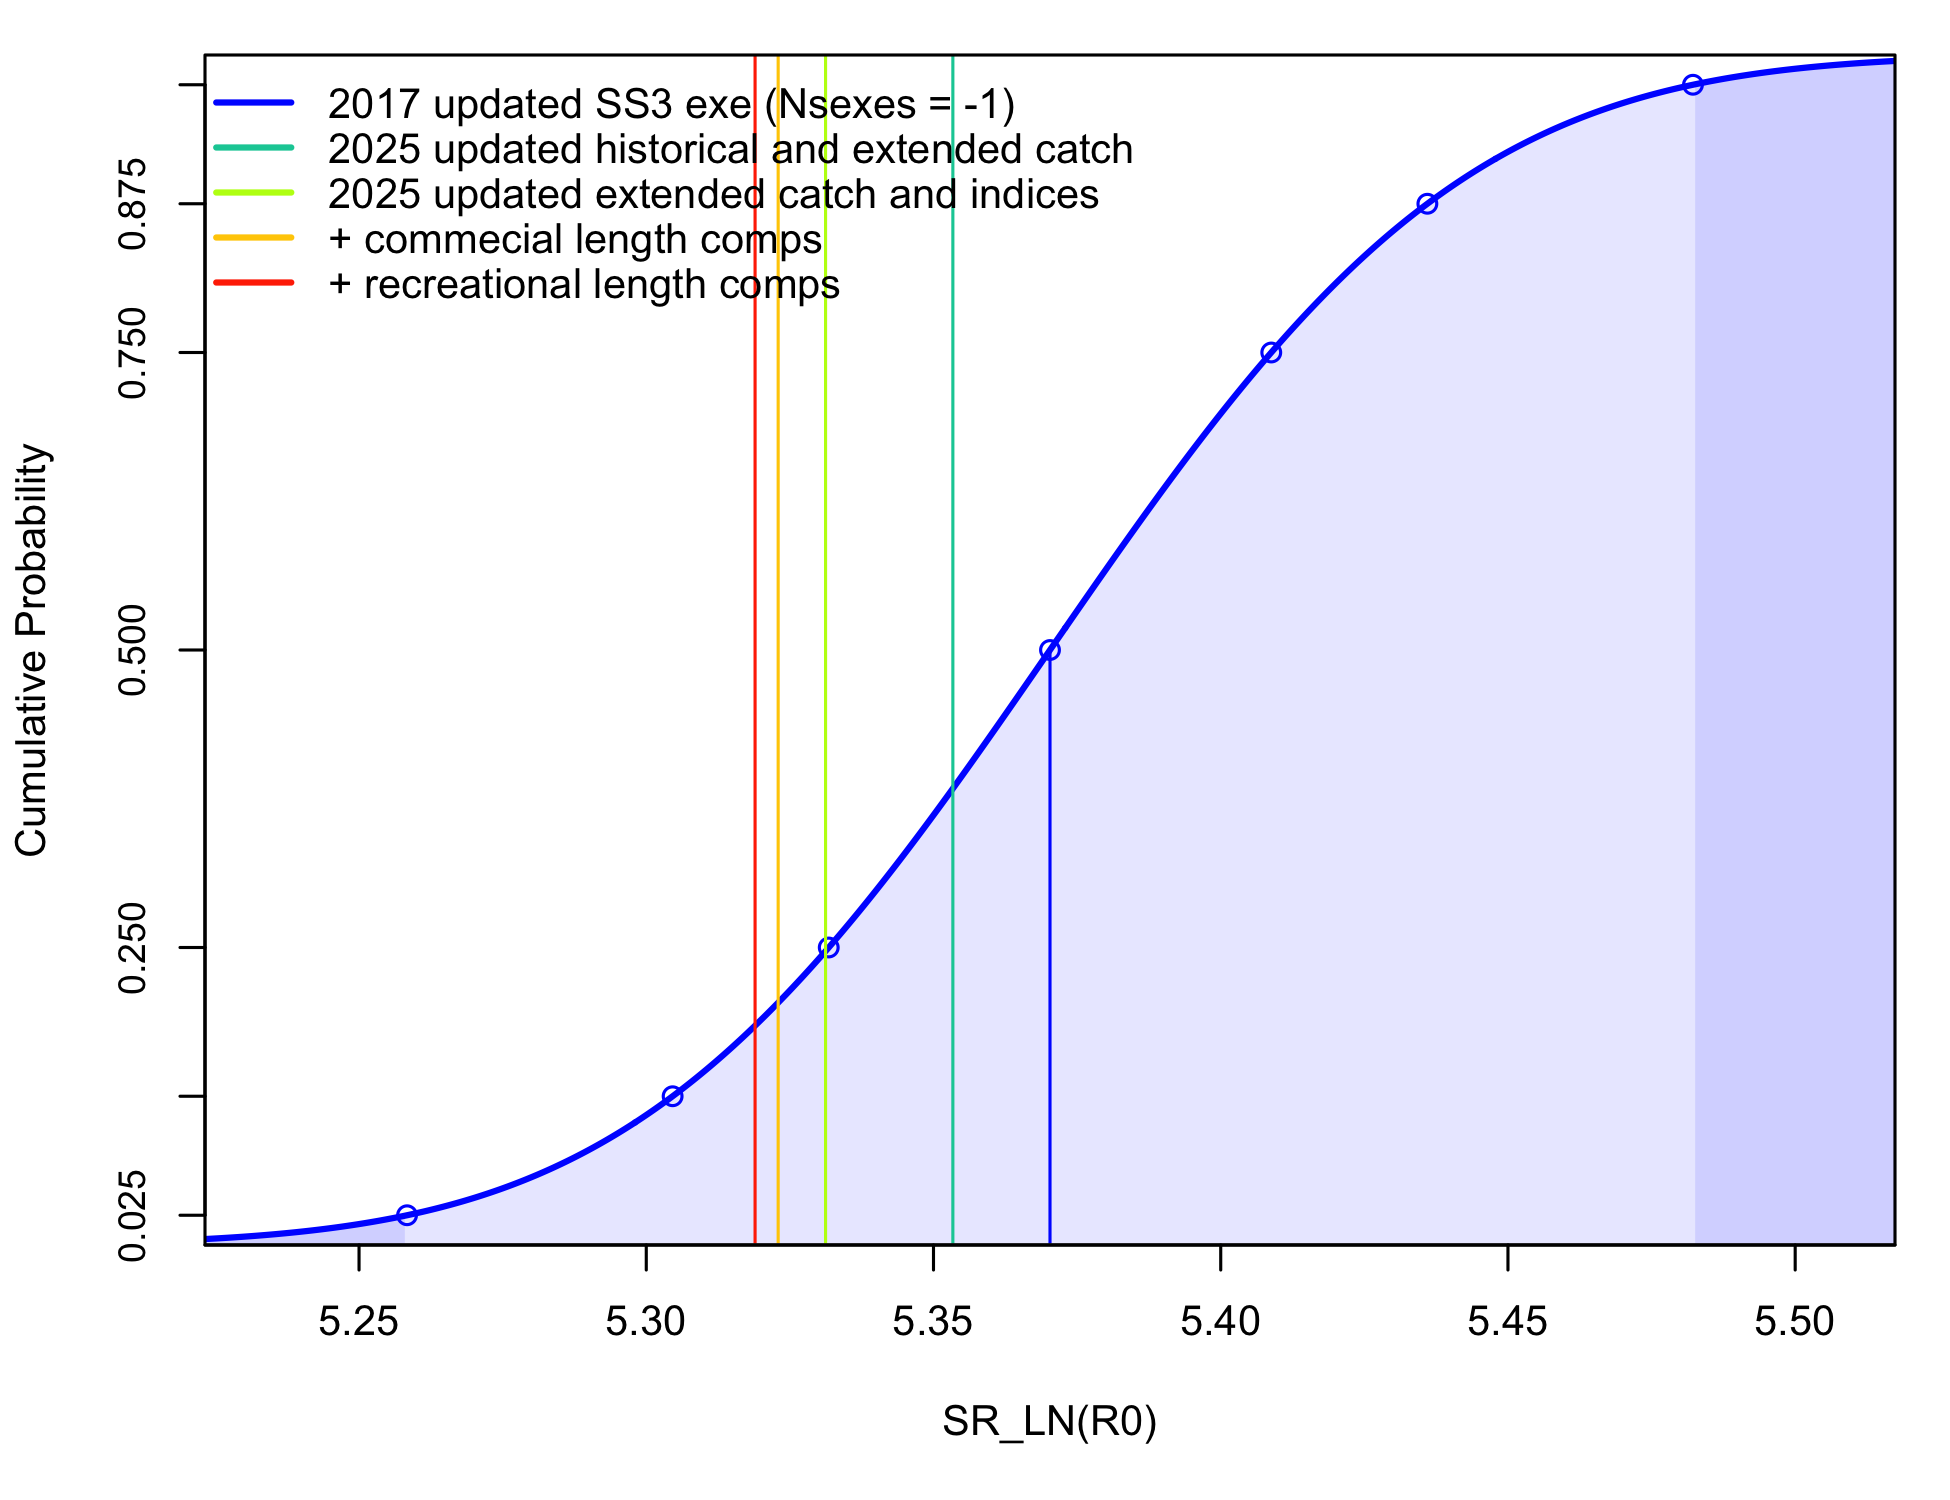 2017 updated SS3 exe (Nsexes = -1)
2025 updated historical and extended catch
2025 updated extended catch and indices
+ commecial length comps
+ recreational length comps
Cumulative Probability
0.875
0.750
0.500
0.250
0.025
5.25 5.30 5.35 5.40 5.45 5.50
SR_LN(R0)